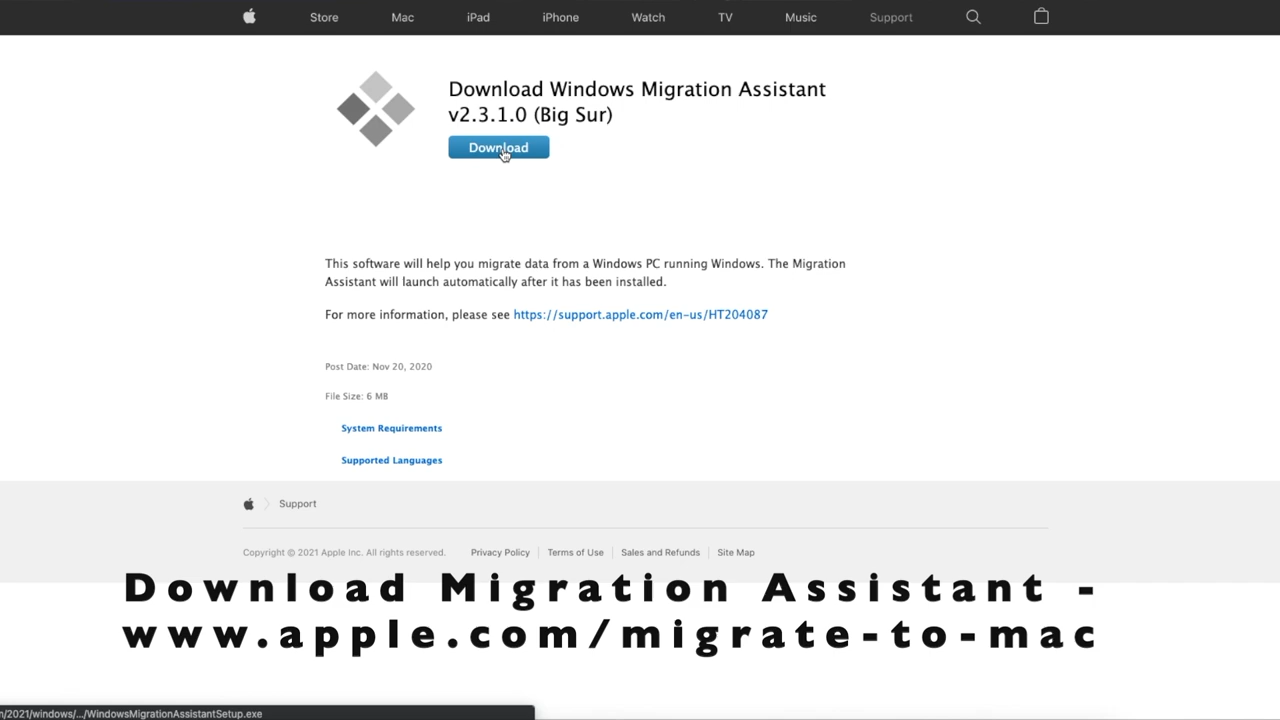 Store Mac iPad iPhone Watch TV Music Support
Download Windows Migration Assistant
v2.3.1.0 (Big Sur)
Download
This software will help you migrate data from a Windows PC running Windows. The Migration
Assistant will launch automatically after it has been installed.
For more information, please see https://support.apple.com/en-us/HT204087
Post Date: Nov 20, 2020
File Size: 6 MB
System Requirements
Supported Languages
Support
Copyright © 2021 Apple Inc. All rights reserved. Privacy Policy Terms of Use Sales and Refunds Site Map
Download Migration Assistant -
www.apple.com/migrate-to-mac
/2021/windows/.../WindowsMigrationAssistantSetup.exe